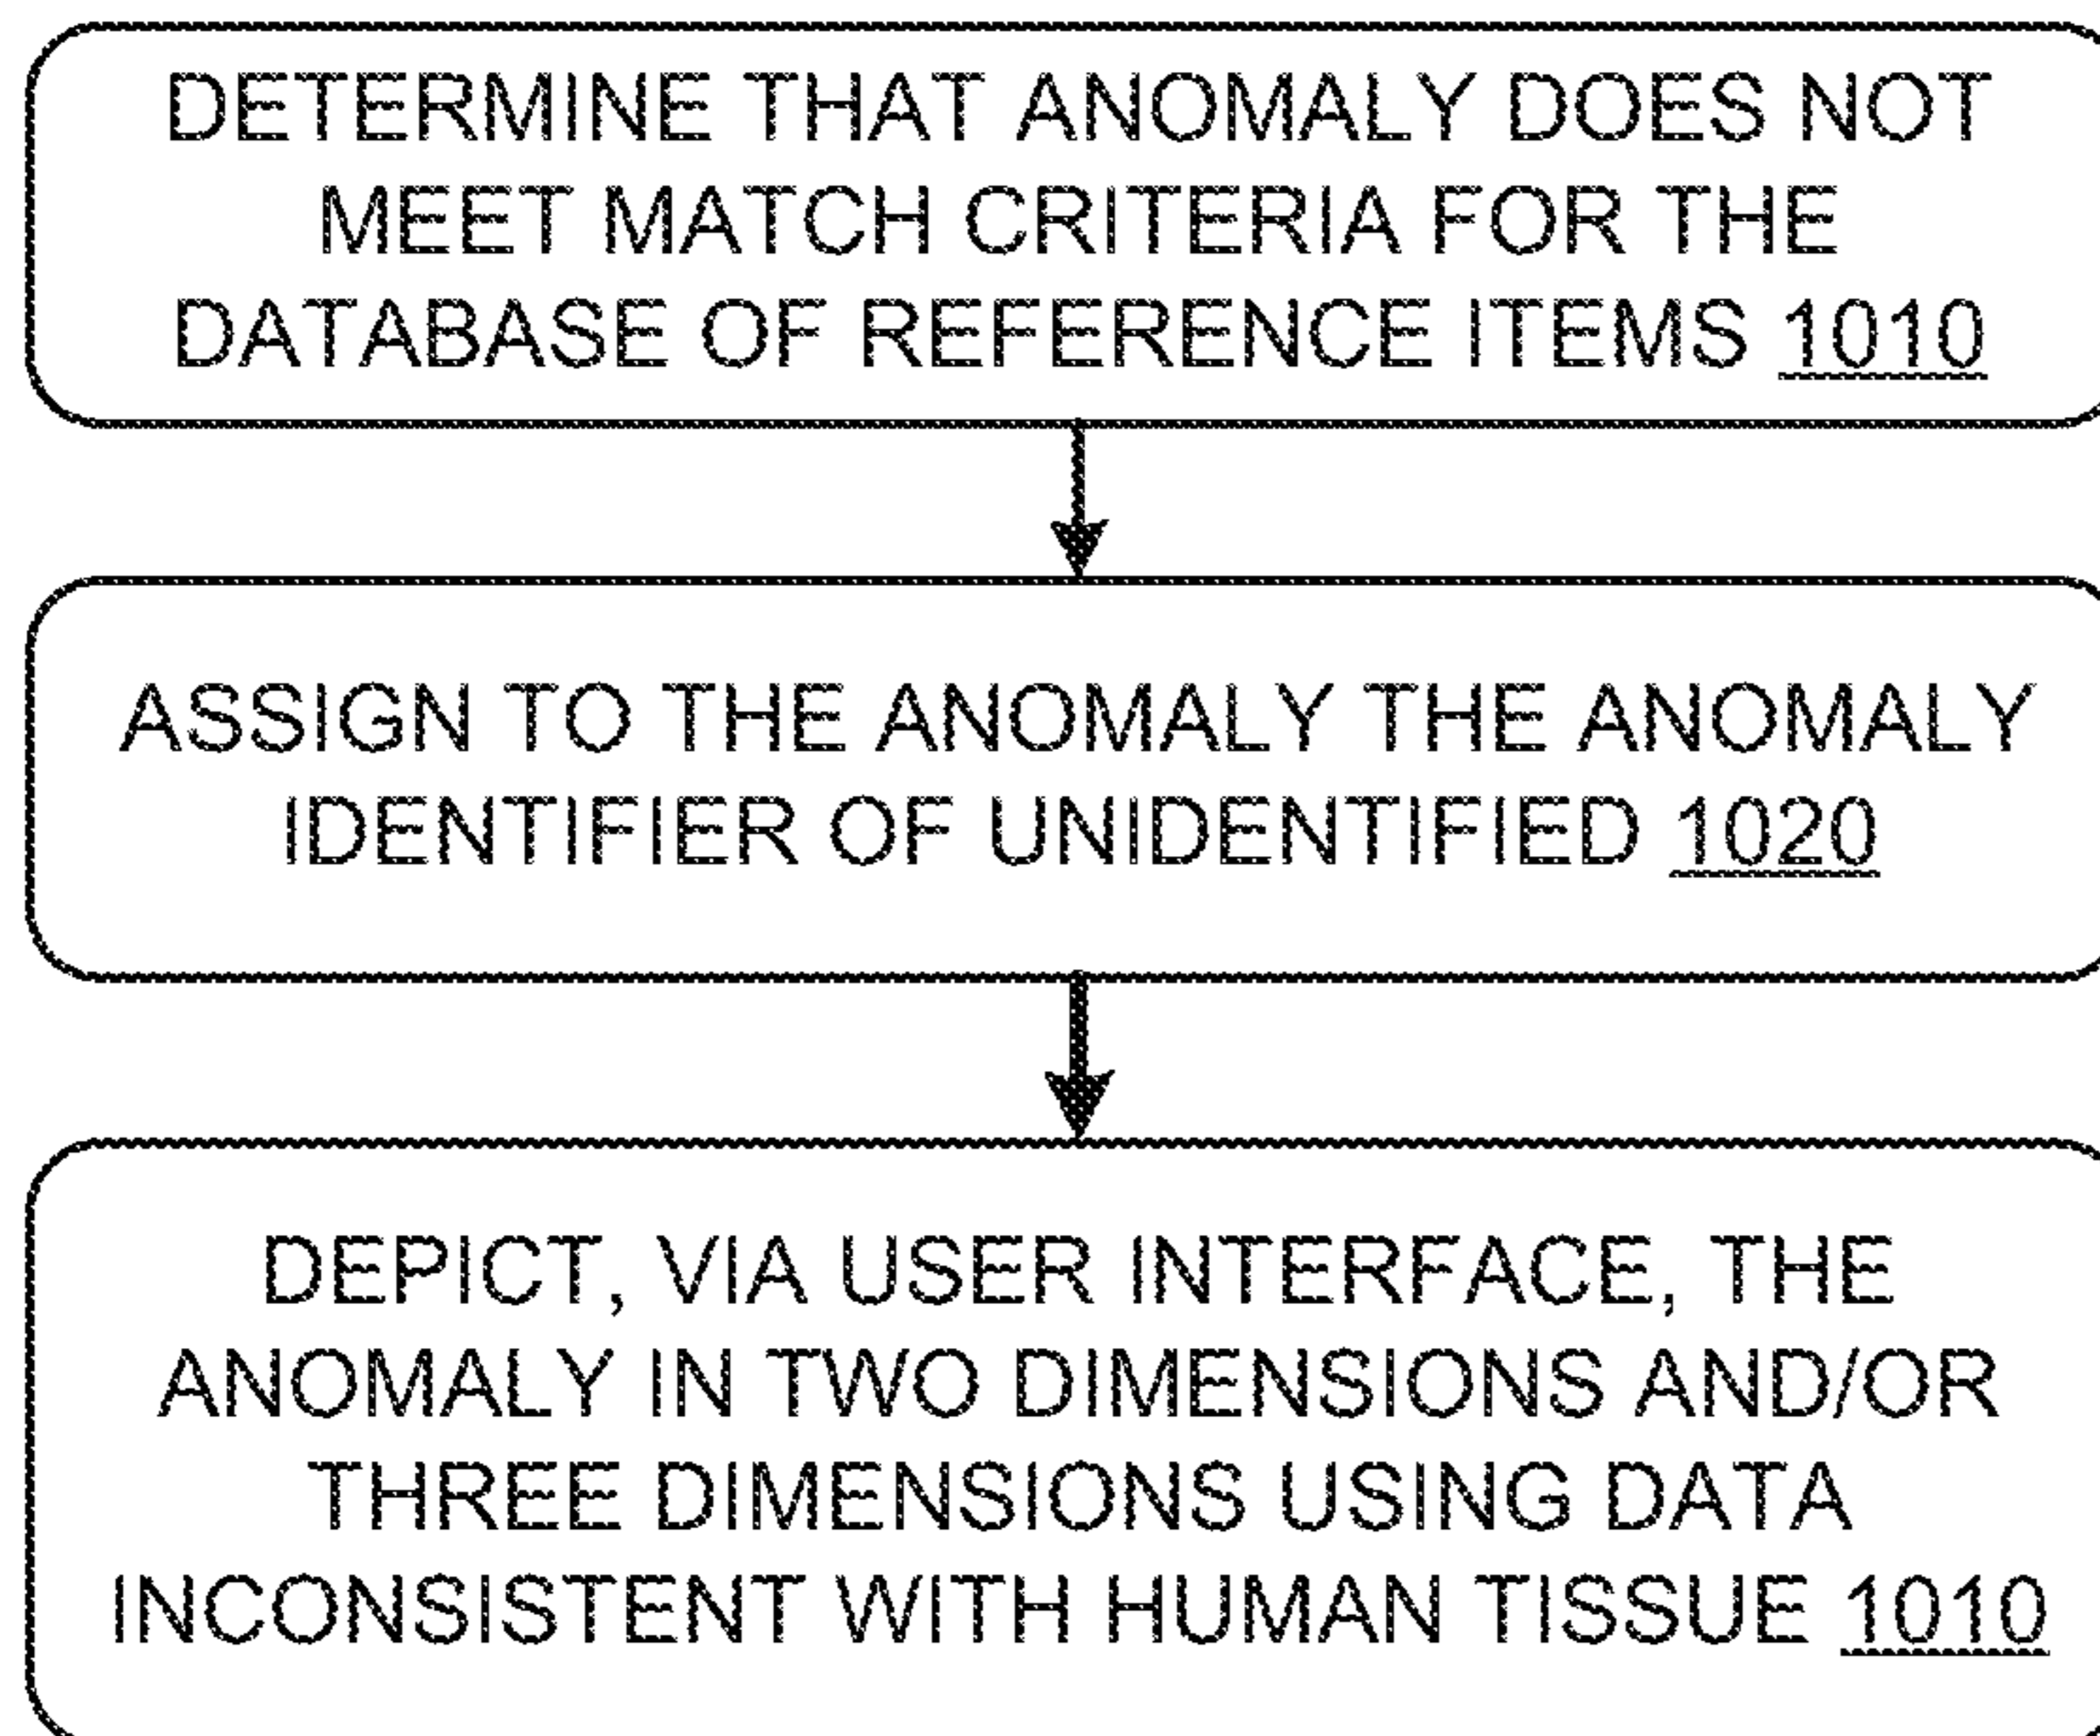 DETERMINE THAT ANOMALY DOES NOT
MEET MATCH CRITERIA FOR THE
DATABASE OF REFERENCE ITEMS 1010
ASSIGN TO THE ANOMALY THE ANOMALY
IDENTIFIER OF UNIDENTIFIED 1020
DEPICT, VIA USER INTERFACE, THE
ANOMALY IN TWO DIMENSIONS AND/OR
THREE DIMENSIONS USING DATA
INCONSISTENT WITH HUMAN TISSUE 1010